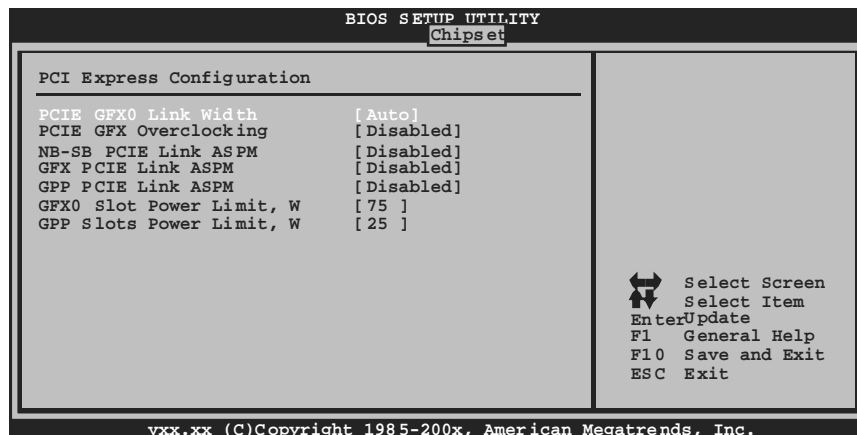 BIOS SETUP UTILITY
Chipset
PCI Express Configuration
PCIE GFX0 Link Width [Auto]
PCIE GFX Overclocking [Disabled]
NB-SB PCIE Link ASPM [Disabled]
GFX PCIE Link ASPM [Disabled]
GPP PCIE Link ASPM [Disabled]
GFX0 Slot Power Limit, W [75 ]
GPP Slots Power Limit, W [25 ]
Select Screen
Select Item
Enter Update
F1 General Help
F10 Save and Exit
ESC Exit
vxx.xx (C)Copyright 1985-200x, American Megatrends, Inc.